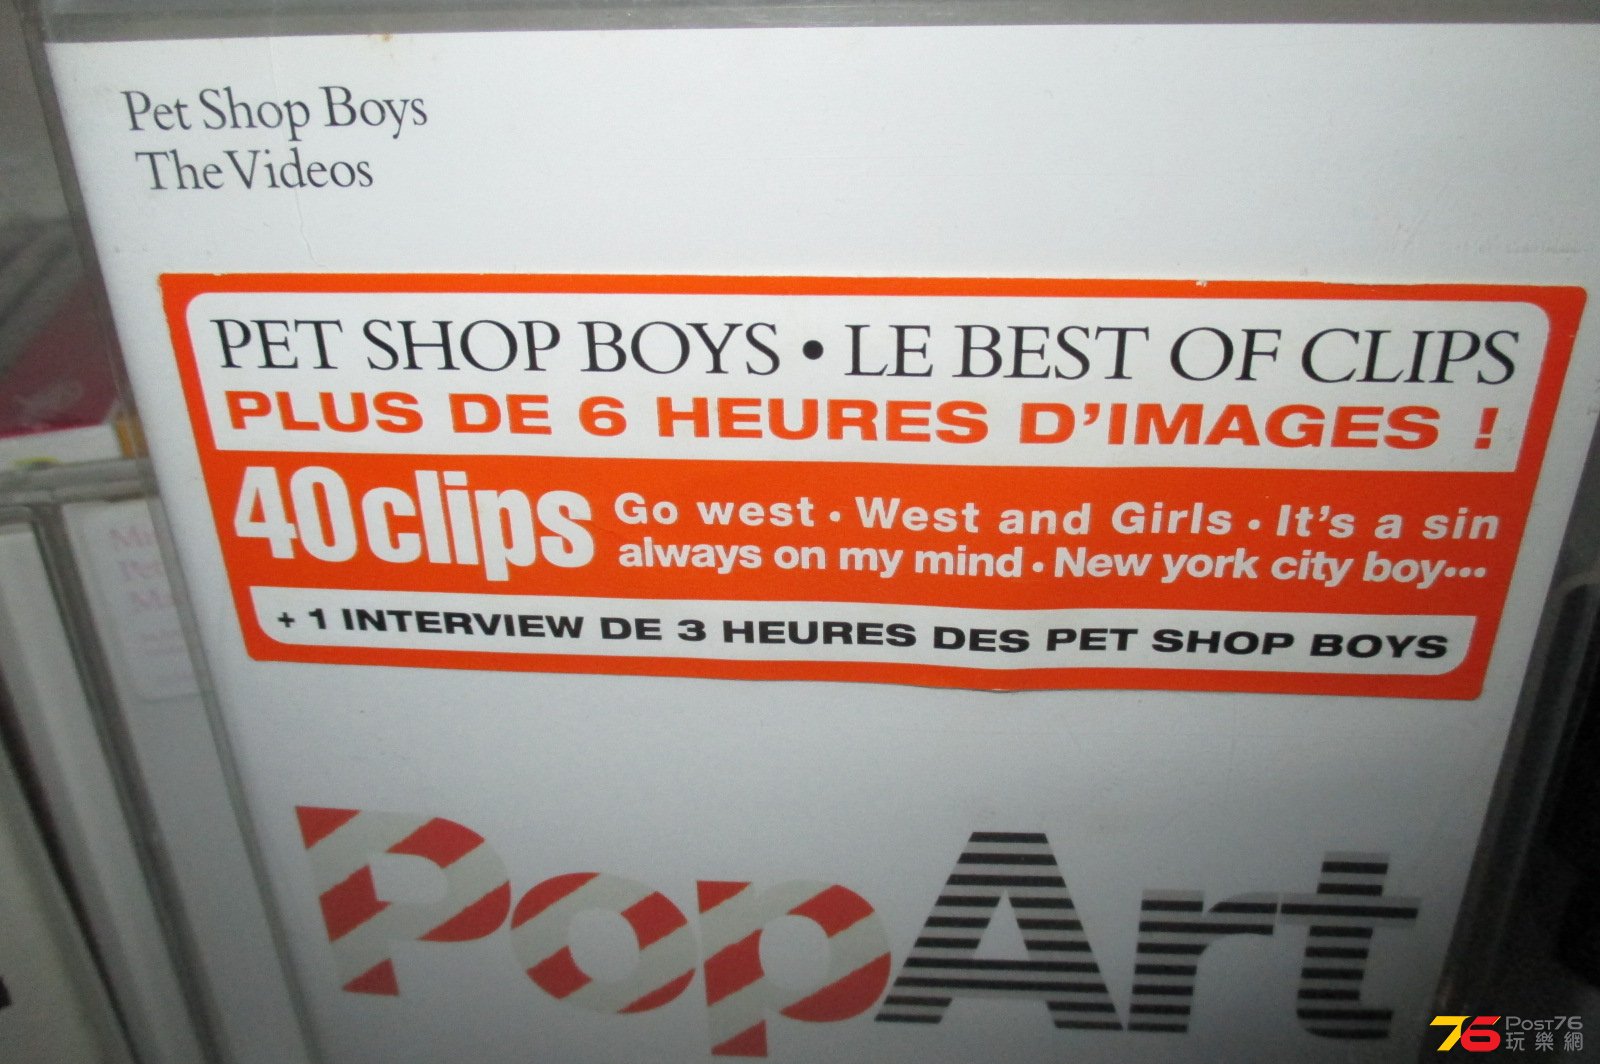 Pet Shop Boys
The Videos
PET SHOP BOYS • LE BEST OF CLIPS
PLUS DE 6 HEURES D'IMAGES !
40 clips
Go west • West and Girls • It's a sin
always on my mind • New york city boy...
+ 1 INTERVIEW DE 3 HEURES DES PET SHOP BOYS
PopArt
76 Post76
玩樂網